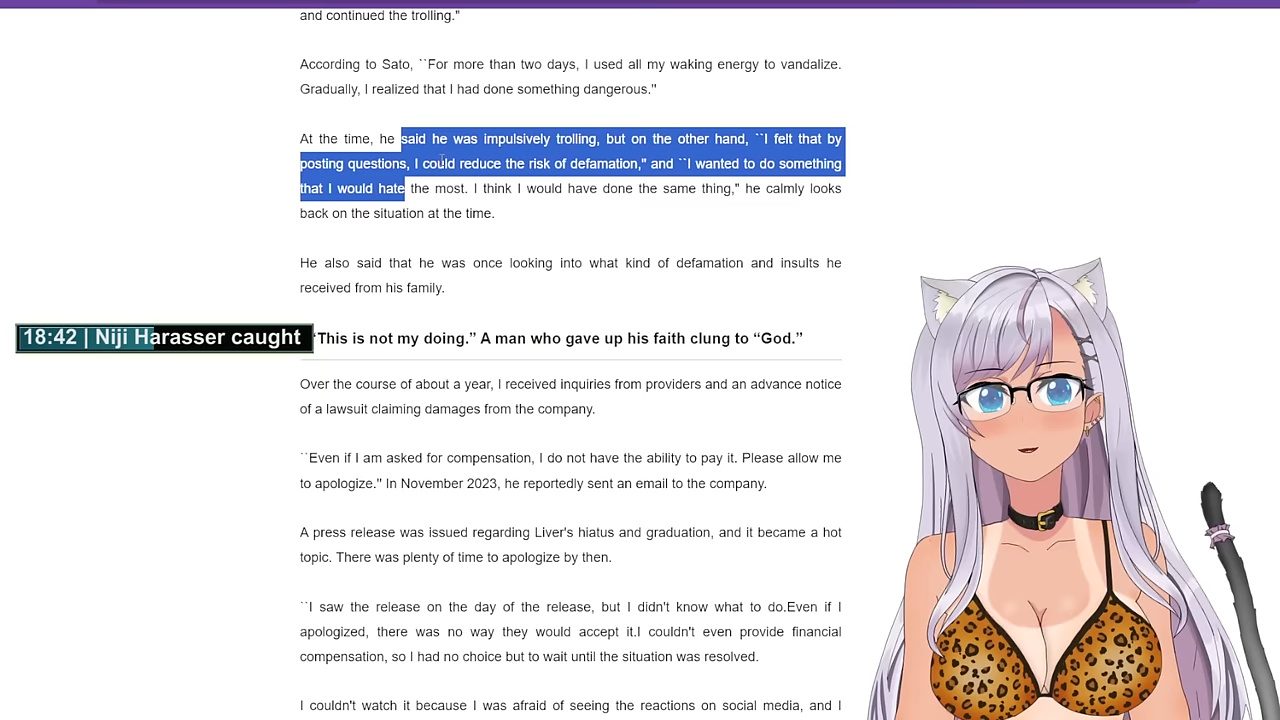 and continued the trolling."
According to Sato, ``For more than two days, I used all my waking energy to vandalize.
Gradually, I realized that I had done something dangerous.''
At the time, he said he was impulsively trolling, but on the other hand, ``I felt that by
posting questions, I could reduce the risk of defamation,'' and ``I wanted to do something
that I would hate the most. I think I would have done the same thing,'' he calmly looks
back on the situation at the time.
He also said that he was once looking into what kind of defamation and insults he
received from his family.
18:42 | Niji Harasser caught
"This is not my doing." A man who gave up his faith clung to “God.”
Over the course of about a year, I received inquiries from providers and an advance notice
of a lawsuit claiming damages from the company.
``Even if I am asked for compensation, I do not have the ability to pay it. Please allow me
to apologize.'' In November 2023, he reportedly sent an email to the company.
A press release was issued regarding Liver's hiatus and graduation, and it became a hot
topic. There was plenty of time to apologize by then.
``I saw the release on the day of the release, but I didn't know what to do.Even if I
apologized, there was no way they would accept it.I couldn't even provide financial
compensation, so I had no choice but to wait until the situation was resolved.
I couldn't watch it because I was afraid of seeing the reactions on social media, and I